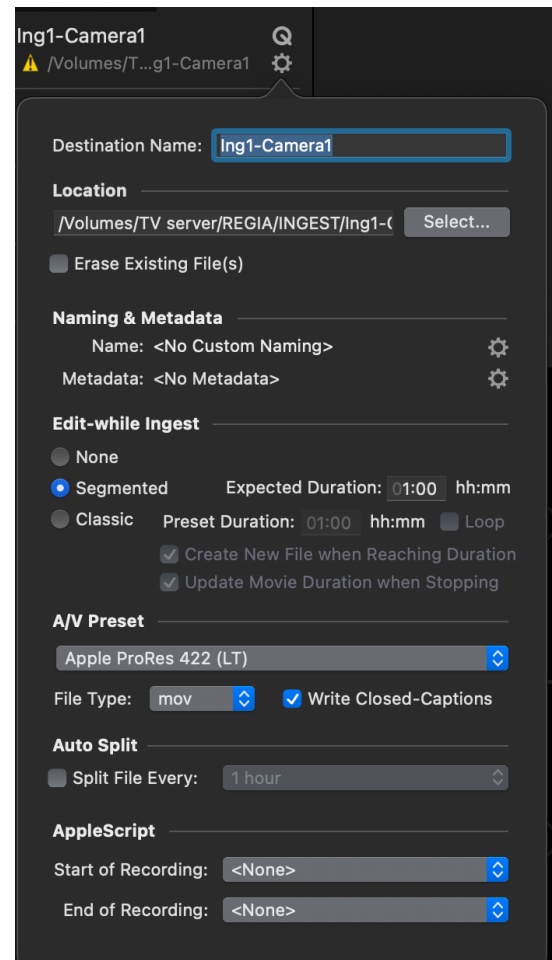 Ing1-Camera1
/Volumes/T...g1-Camera1
Destination Name: Ing1-Camera1
Location
/Volumes/TV server/REGIA/INGEST/Ing1-( Select...
Erase Existing File(s)
Naming & Metadata
Name: <No Custom Naming>
Metadata: <No Metadata>
Edit-while Ingest
None
Segmented Expected Duration: 01:00 hh:mm
Classic Preset Duration: 01:00 hh:mm Loop
Create New File when Reaching Duration
Update Movie Duration when Stopping
A/V Preset
Apple ProRes 422 (LT)
File Type: mov Write Closed-Captions
Auto Split
Split File Every: 1 hour
AppleScript
Start of Recording: <None>
End of Recording: <None>